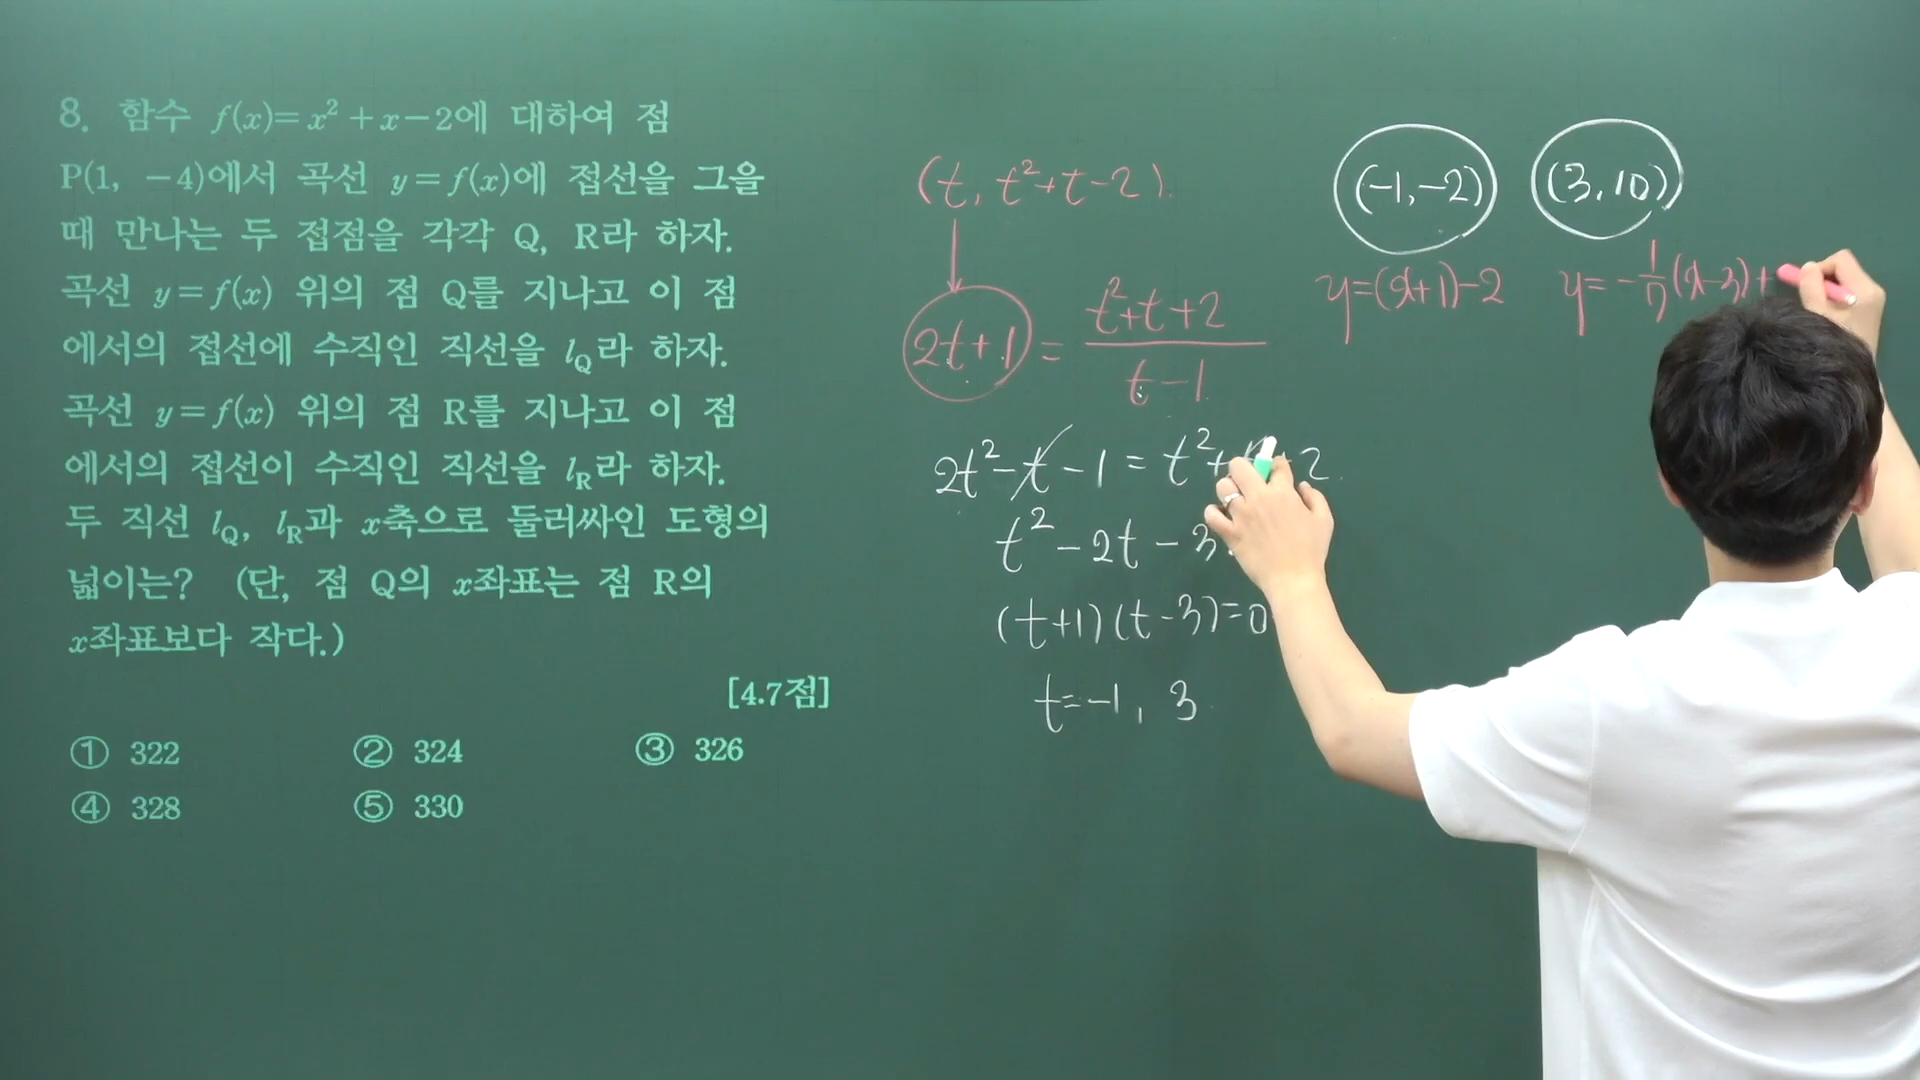 8. 함수 f(x)=x²+x−2에 대하여 점
P(1, −4)에서 곡선 y=f(x)에 접선을 그을
때 만나는 두 접점을 각각 Q, R라 하자.
곡선 y=f(x) 위의 점 Q를 지나고 이 점
에서의 접선에 수직인 직선을 l_Q라 하자.
곡선 y=f(x) 위의 점 R를 지나고 이 점
에서의 접선이 수직인 직선을 l_R라 하자.
두 직선 l_Q, l_R과 x축으로 둘러싸인 도형의
넓이는? (단, 점 Q의 x좌표는 점 R의
x좌표보다 작다.)
[4.7점]
① 322 ② 324 ③ 326
④ 328 ⑤ 330
(t, t²+t−2).
2t+1 = (t²+t+2)/(t−1)
2t²−t−1 = t²+t+2
t²−2t−3
(t+1)(t−3)=0
t=−1, 3
(−1,−2) (3,10)
y=(x+1)−2 y=−1/7(x−3)+